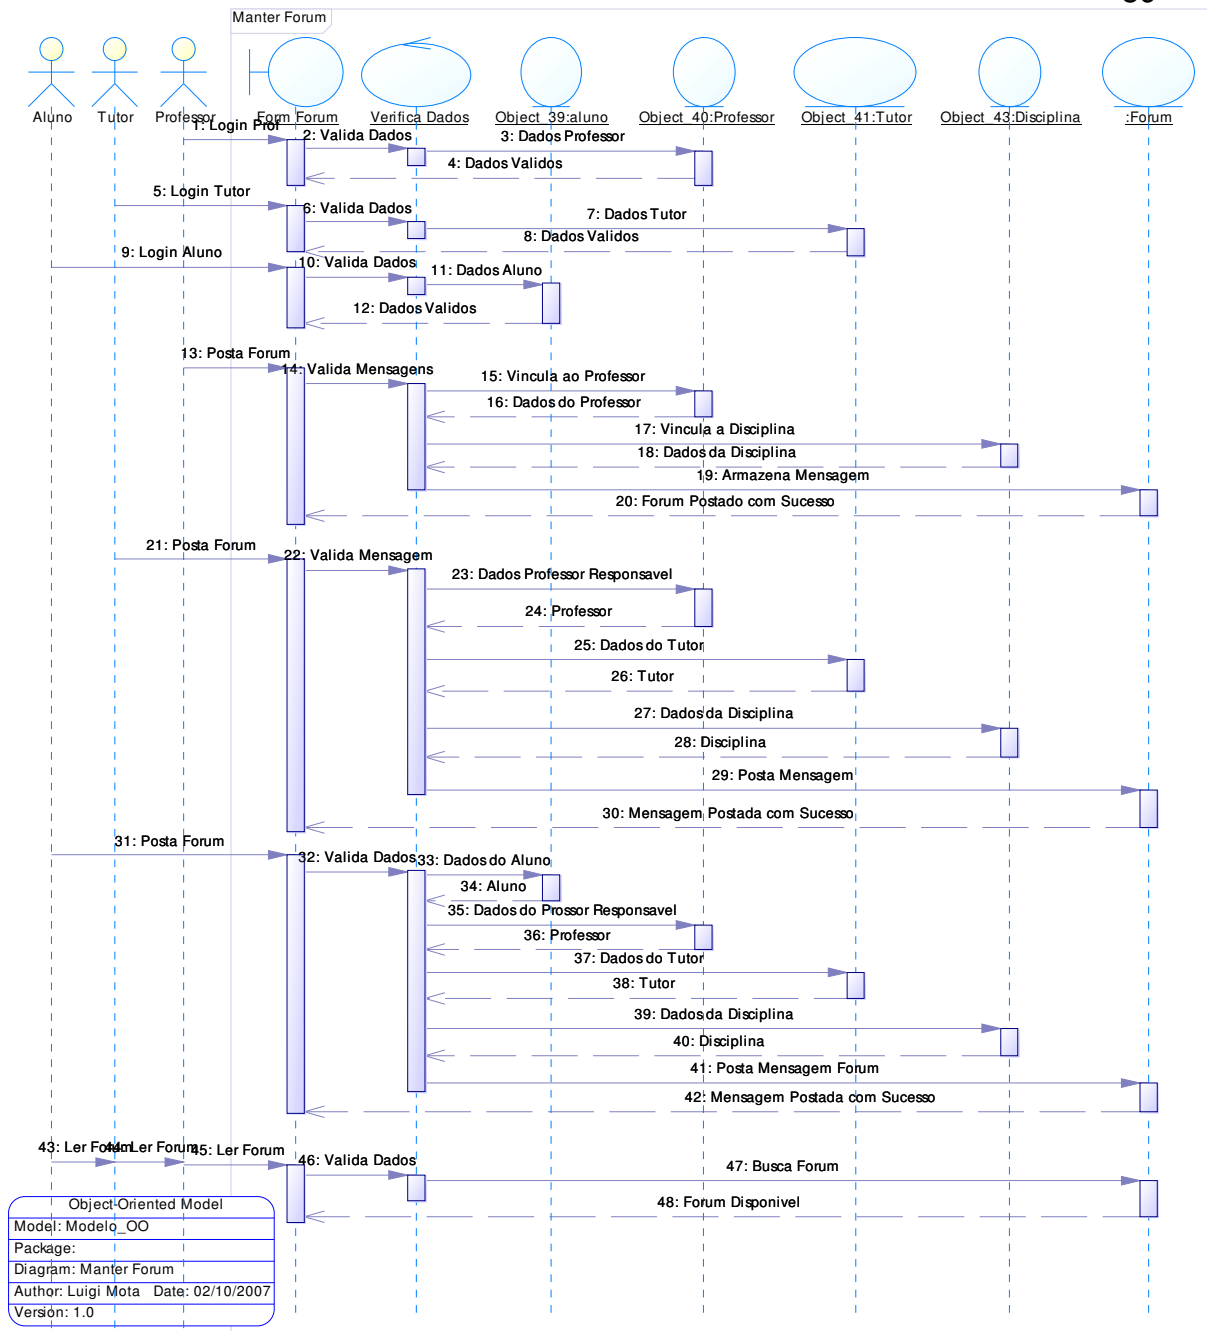 Manter Forum
Aluno
Tutor
Professor
Form Forum
Verifica Dados
Object_39:aluno
Object_40:Professor
Object_41:Tutor
Object_43:Disciplina
:Forum
1: Login Prof
2: Valida Dados
3: Dados Professor
4: Dados Validos
5: Login Tutor
6: Valida Dados
7: Dados Tutor
8: Dados Validos
9: Login Aluno
10: Valida Dados
11: Dados Aluno
12: Dados Validos
13: Posta Forum
14: Valida Mensagens
15: Vincula ao Professor
16: Dados do Professor
17: Vincula a Disciplina
18: Dados da Disciplina
19: Armazena Mensagem
20: Forum Postado com Sucesso
21: Posta Forum
22: Valida Mensagem
23: Dados Professor Responsavel
24: Professor
25: Dados do Tutor
26: Tutor
27: Dados da Disciplina
28: Disciplina
29: Posta Mensagem
30: Mensagem Postada com Sucesso
31: Posta Forum
32: Valida Dados
33: Dados do Aluno
34: Aluno
35: Dados do Prossor Responsavel
36: Professor
37: Dados do Tutor
38: Tutor
39: Dados da Disciplina
40: Disciplina
41: Posta Mensagem Forum
42: Mensagem Postada com Sucesso
43: Ler Forum
44: Ler Forum
45: Ler Forum
46: Valida Dados
47: Busca Forum
48: Forum Disponivel
Object-Oriented Model
Model: Modelo_OO
Package:
Diagram: Manter Forum
Author: Luigi Mota Date: 02/10/2007
Version: 1.0